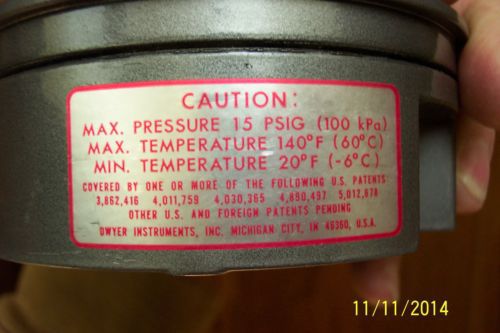 CAUTION:
MAX. PRESSURE 15 PSIG (100 kPa)
MAX. TEMPERATURE 140°F (60°C)
MIN. TEMPERATURE 20°F (-6°C)
COVERED BY ONE OR MORE OF THE FOLLOWING U.S. PATENTS:
3,862,416 4,011,759 4,030,365 4,890,497 5,012,678
OTHER U.S. AND FOREIGN PATENTS PENDING
DWYER INSTRUMENTS, INC. MICHIGAN CITY, IN 46360, U.S.A.
11/11/2014